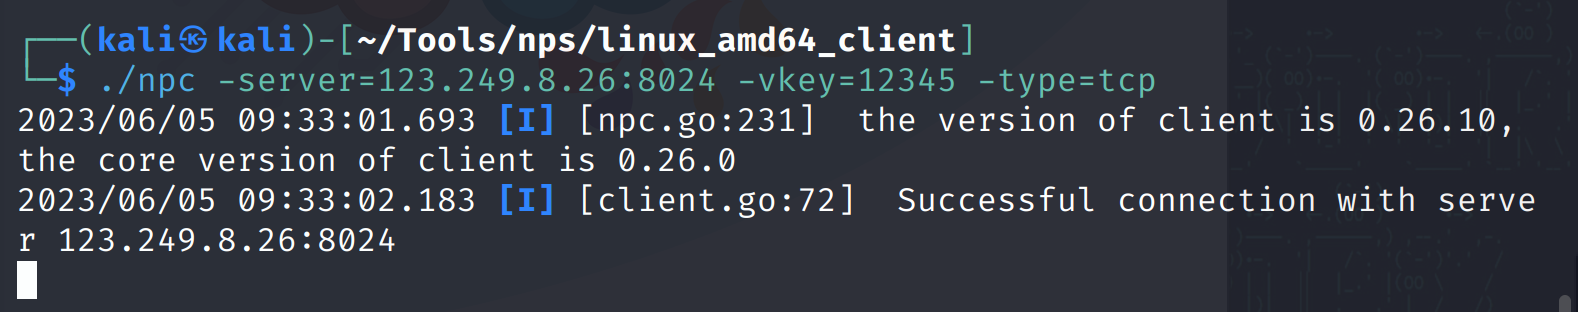 ┌──(kali㉿kali)-[~/Tools/nps/linux_amd64_client]
└─$ ./npc -server=123.249.8.26:8024 -vkey=12345 -type=tcp
2023/06/05 09:33:01.693 [I] [npc.go:231]  the version of client is 0.26.10,
the core version of client is 0.26.0
2023/06/05 09:33:02.183 [I] [client.go:72]  Successful connection with serve
r 123.249.8.26:8024